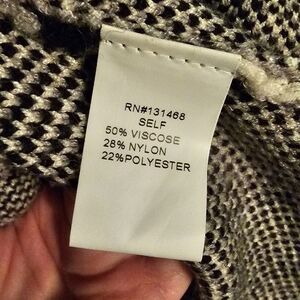 RN#131468
SELF
50% VISCOSE
28% NYLON
22%POLYESTER